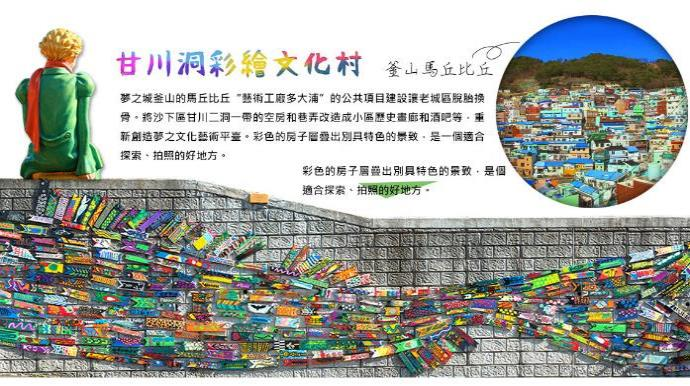 甘川洞彩繪文化村
釜山馬丘比丘
夢之城釜山的馬丘比丘“藝術工廠多大浦”的公共項目建設讓老城區脫胎換
骨。將沙下區甘川二洞一帶的空房和巷弄改造成小區歷史畫廊和酒吧等，重
新創造夢之文化藝術平臺。彩色的房子層疊出別具特色的景致，是一個適合
探索、拍照的好地方。
彩色的房子層疊出別具特色的景致，是個
適合探索、拍照的好地方。